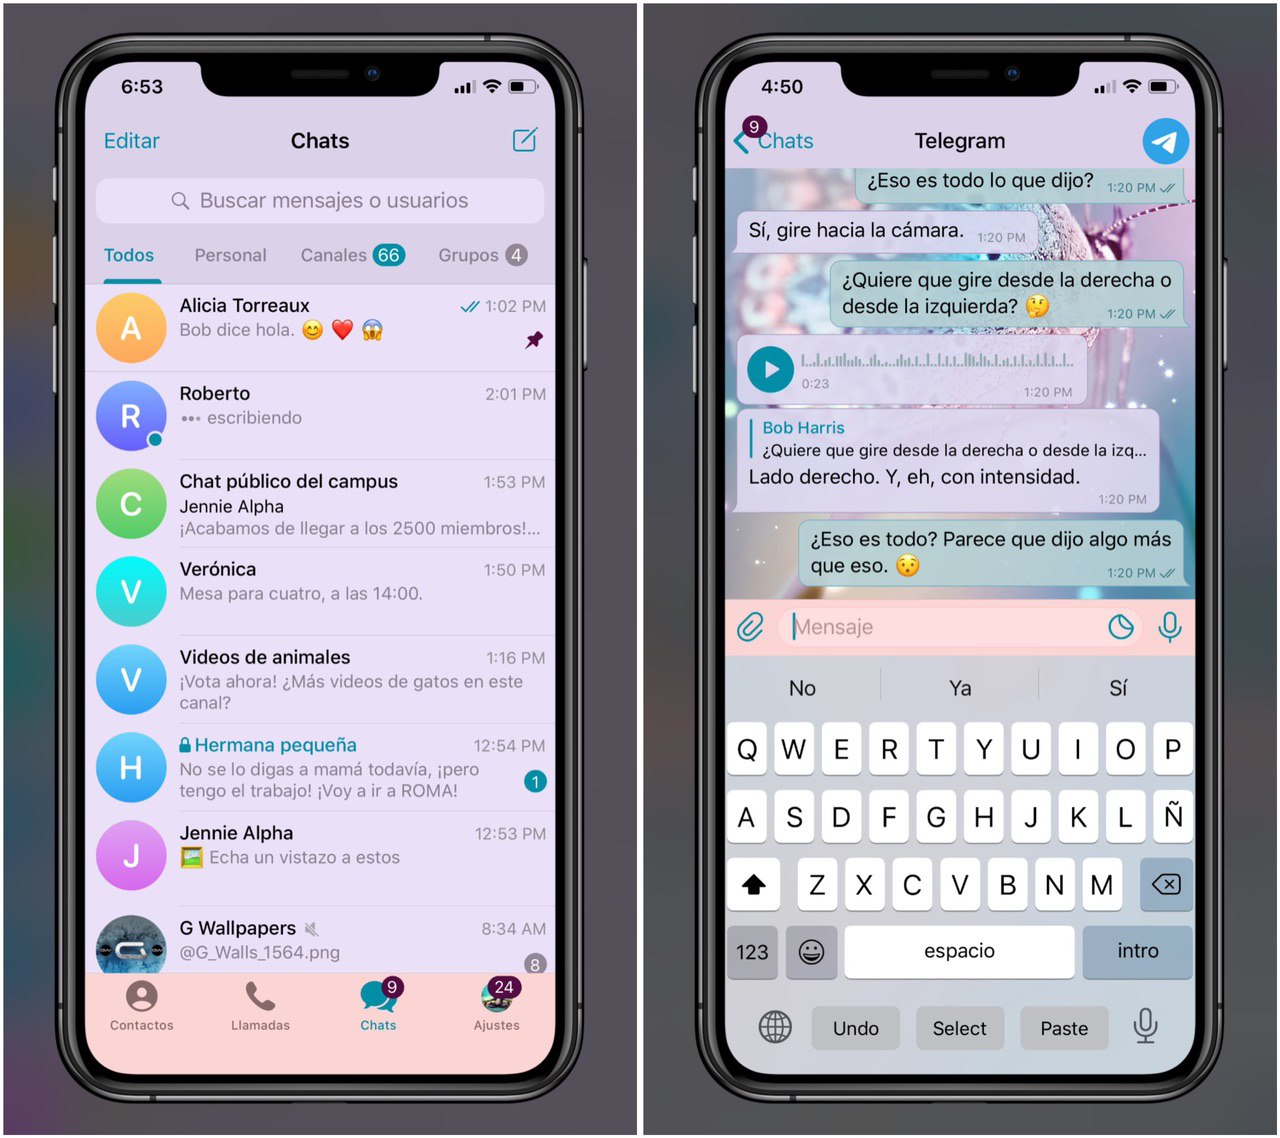 6:53
Editar
Chats
Buscar mensajes o usuarios
Todos
Personal
Canales 66
Grupos 4
A
Alicia Torreaux
1:02 PM
Bob dice hola. 😊 ❤️ 😱
R
Roberto
2:01 PM
••• escribiendo
C
Chat público del campus
1:53 PM
Jennie Alpha
¡Acabamos de llegar a los 2500 miembros!...
V
Verónica
1:50 PM
Mesa para cuatro, a las 14:00.
V
Videos de animales
1:16 PM
¡Vota ahora! ¿Más videos de gatos en este
canal?
H
Hermana pequeña
12:54 PM
No se lo digas a mamá todavía, ¡pero
tengo el trabajo! ¡Voy a ir a ROMA!
1
J
Jennie Alpha
12:53 PM
🖼️ Echa un vistazo a estos
G Wallpapers
8:34 AM
@G_Walls_1564.png
8
Contactos
Llamadas
9
Chats
24
Ajustes
4:50
9
Chats
Telegram
¿Eso es todo lo que dijo?
1:20 PM
Sí, gire hacia la cámara.
1:20 PM
¿Quiere que gire desde la derecha o
desde la izquierda? 🤔
1:20 PM
0:23
1:20 PM
Bob Harris
¿Quiere que gire desde la derecha o desde la izq...
Lado derecho. Y, eh, con intensidad.
1:20 PM
¿Eso es todo? Parece que dijo algo más
que eso. 😯
1:20 PM
Mensaje
No
Ya
Sí
Q W E R T Y U I O P
A S D F G H J K L Ñ
Z X C V B N M
123
espacio
intro
Undo
Select
Paste